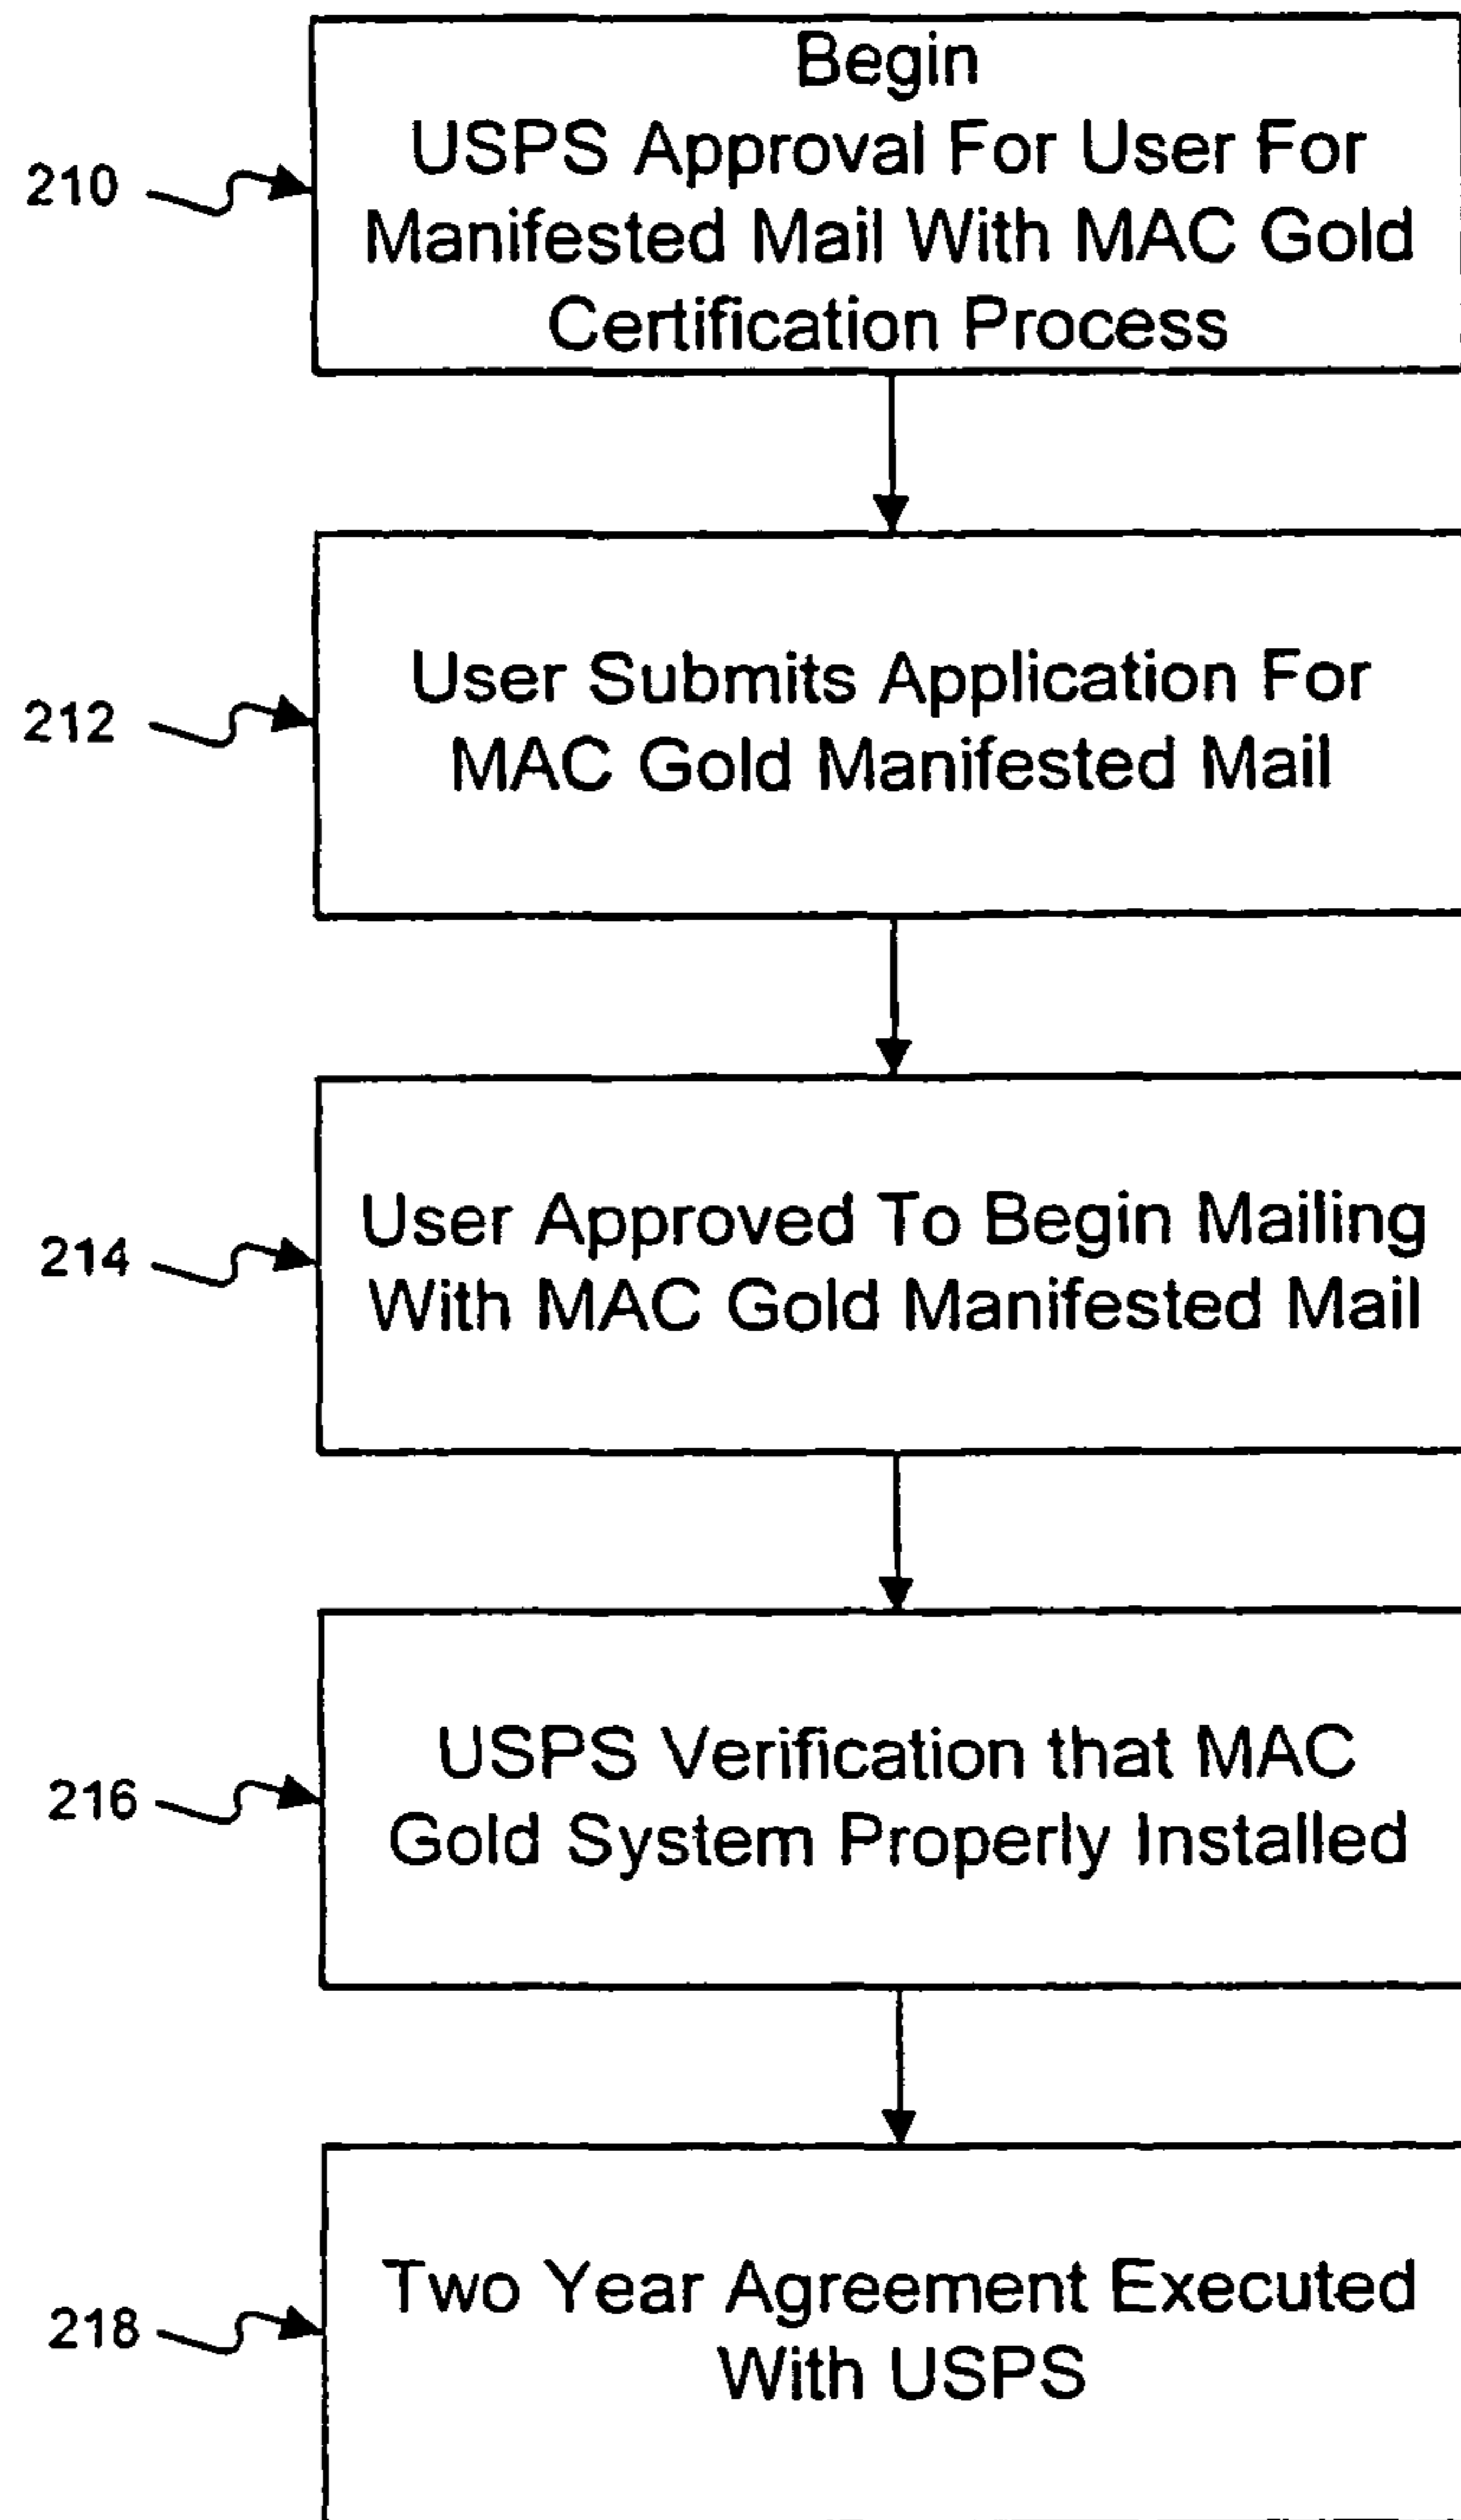 Begin
210
USPS Approval For User For
Manifested Mail With MAC Gold
Certification Process
212
User Submits Application For
MAC Gold Manifested Mail
214
User Approved To Begin Mailing
With MAC Gold Manifested Mail
216
USPS Verification that MAC
Gold System Properly Installed
218
Two Year Agreement Executed
With USPS